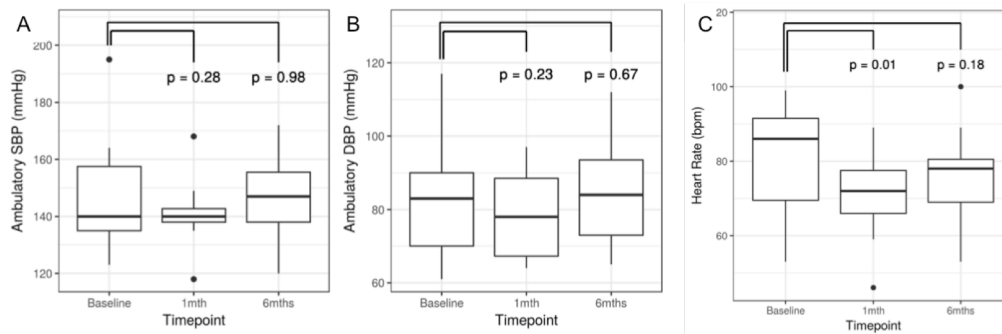 A
Ambulatory SBP (mmHg)
200
180
160
140
120
p = 0.28
p = 0.98
Baseline
1mth
6mths
Timepoint
B
Ambulatory DBP (mmHg)
120
100
80
60
p = 0.23
p = 0.67
Baseline
1mth
6mths
Timepoint
C
Heart Rate (bpm)
20
100
80
60
p = 0.01
p = 0.18
Baseline
1mth
6mths
Timepoint